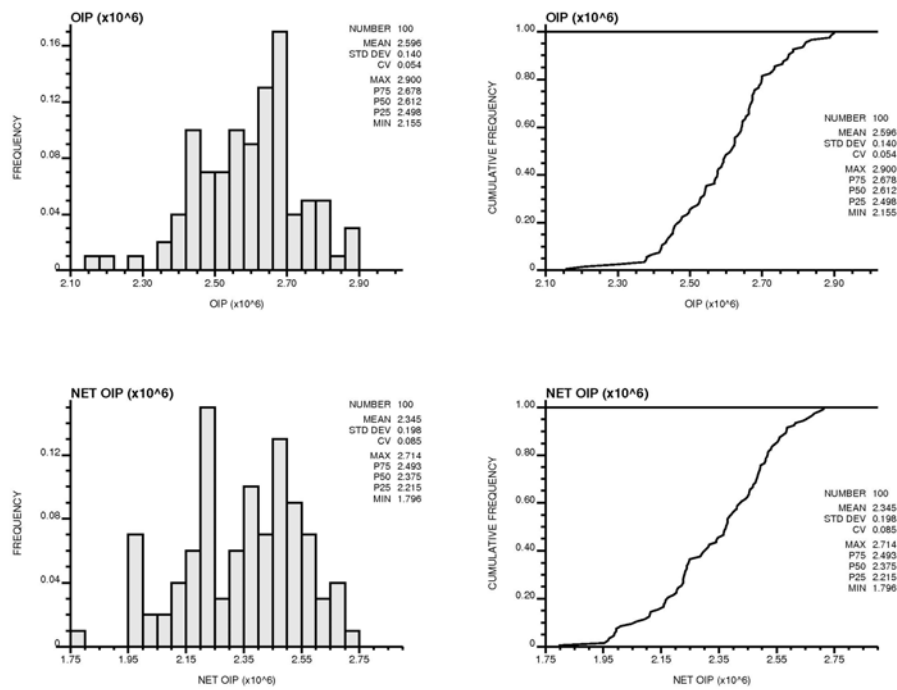 OIP (x10^6)
NUMBER 100
MEAN 2.596
STD DEV 0.140
CV 0.054
MAX 2.900
P75 2.678
P50 2.612
P25 2.498
MIN 2.155
FREQUENCY
0.16
0.12
0.08
0.04
0
2.10 2.30 2.50 2.70 2.90
OIP (x10^6)
OIP (x10^6)
1.00
0.80
0.60
0.40
0.20
0
CUMULATIVE FREQUENCY
NUMBER 100
MEAN 2.596
STD DEV 0.140
CV 0.054
MAX 2.900
P75 2.678
P50 2.612
P25 2.498
MIN 2.155
2.10 2.30 2.50 2.70 2.90
OIP (x10^6)
NET OIP (x10^6)
NUMBER 100
MEAN 2.345
STD DEV 0.198
CV 0.085
MAX 2.714
P75 2.493
P50 2.375
P25 2.215
MIN 1.796
FREQUENCY
0.12
0.08
0.04
0
1.75 1.95 2.15 2.35 2.55 2.75
NET OIP (x10^6)
NET OIP (x10^6)
1.00
0.80
0.60
0.40
0.20
0
CUMULATIVE FREQUENCY
NUMBER 100
MEAN 2.345
STD DEV 0.198
CV 0.085
MAX 2.714
P75 2.493
P50 2.375
P25 2.215
MIN 1.796
1.75 1.95 2.15 2.35 2.55 2.75
NET OIP (x10^6)